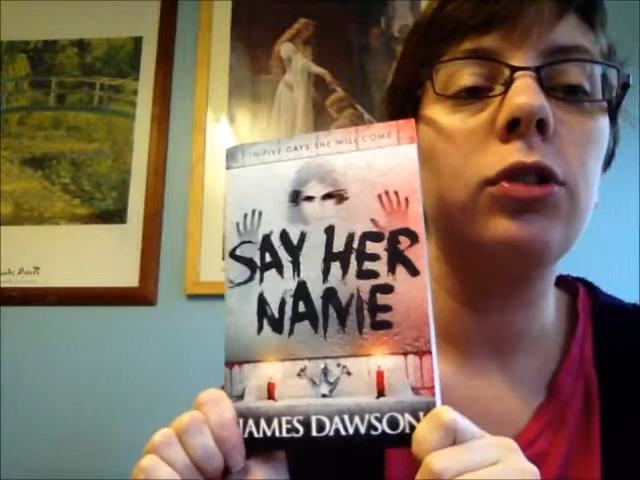 IN FIVE DAYS SHE WILL COME
SAY HER
NAME
JAMES DAWSON